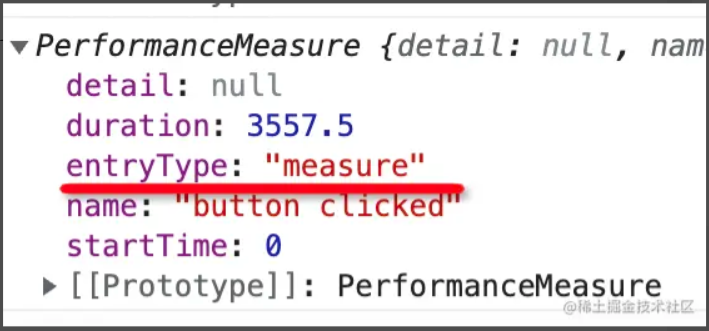 ▼PerformanceMeasure {detail: null, nam
detail: null
duration: 3557.5
entryType: "measure"
name: "button clicked"
startTime: 0
▶[[Prototype]]: PerformanceMeasure
@稀土掘金技术社区